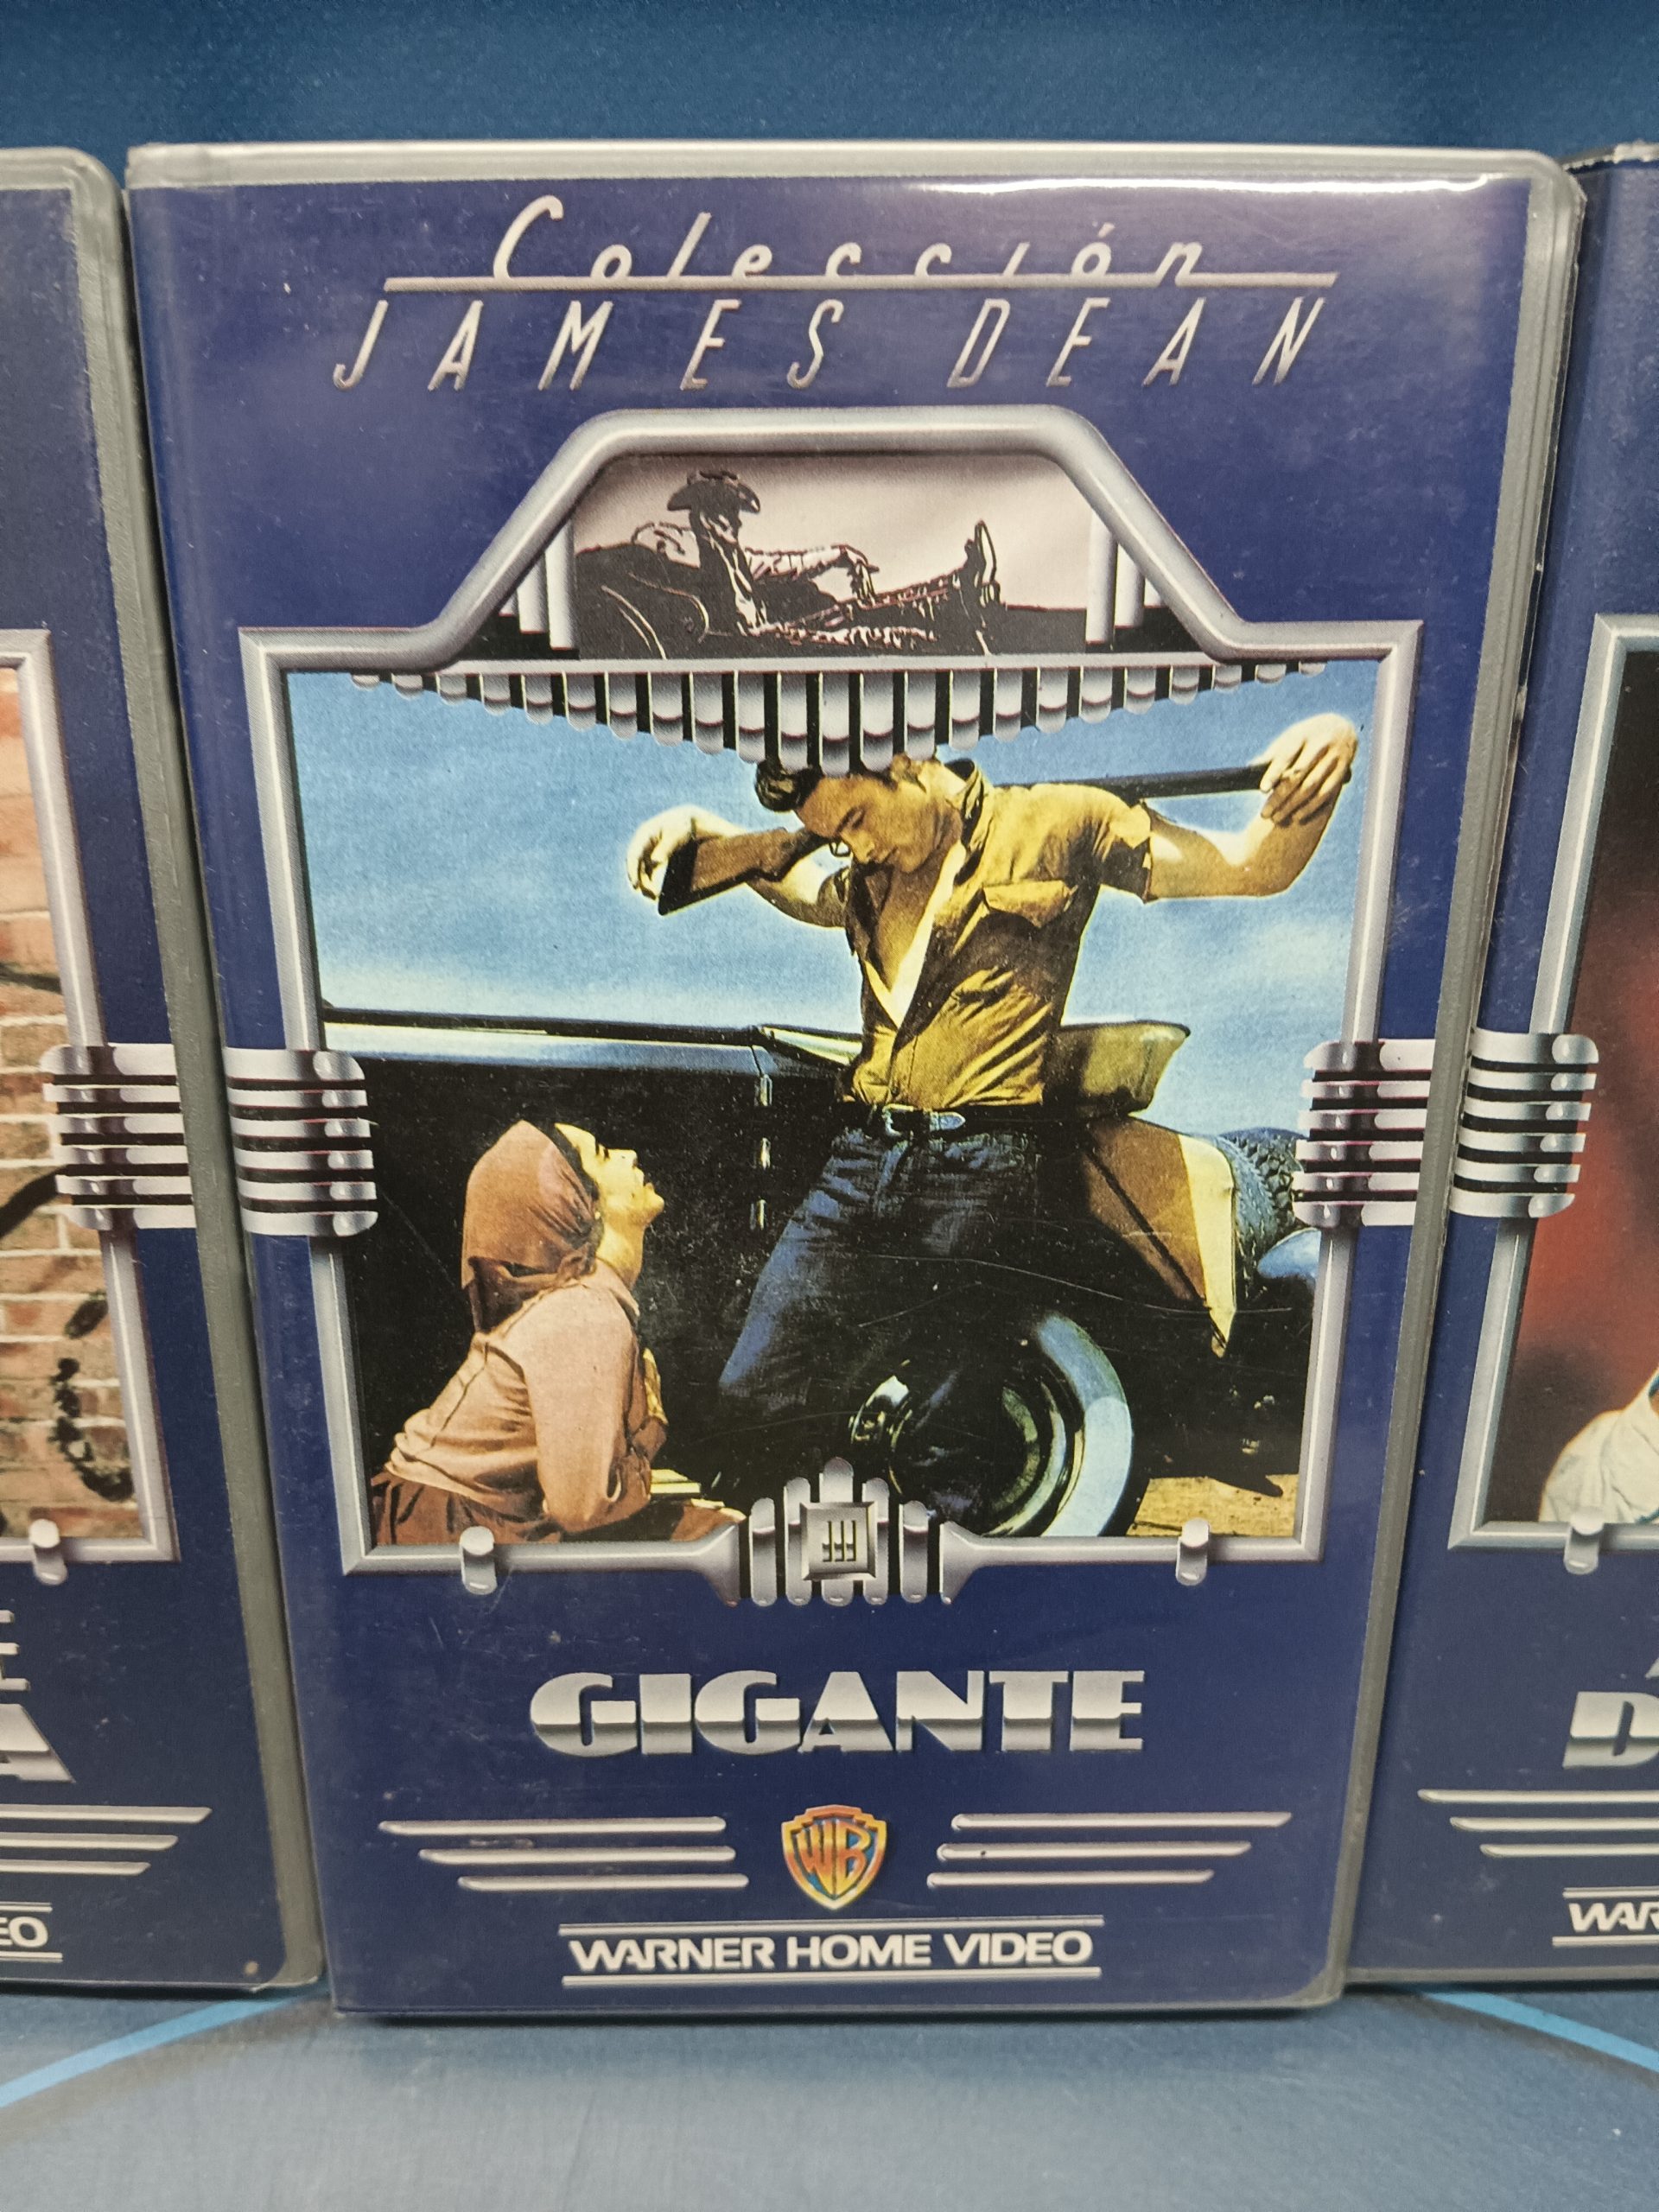 Colección
JAMES DEAN
GIGANTE
WB
WARNER HOME VIDEO